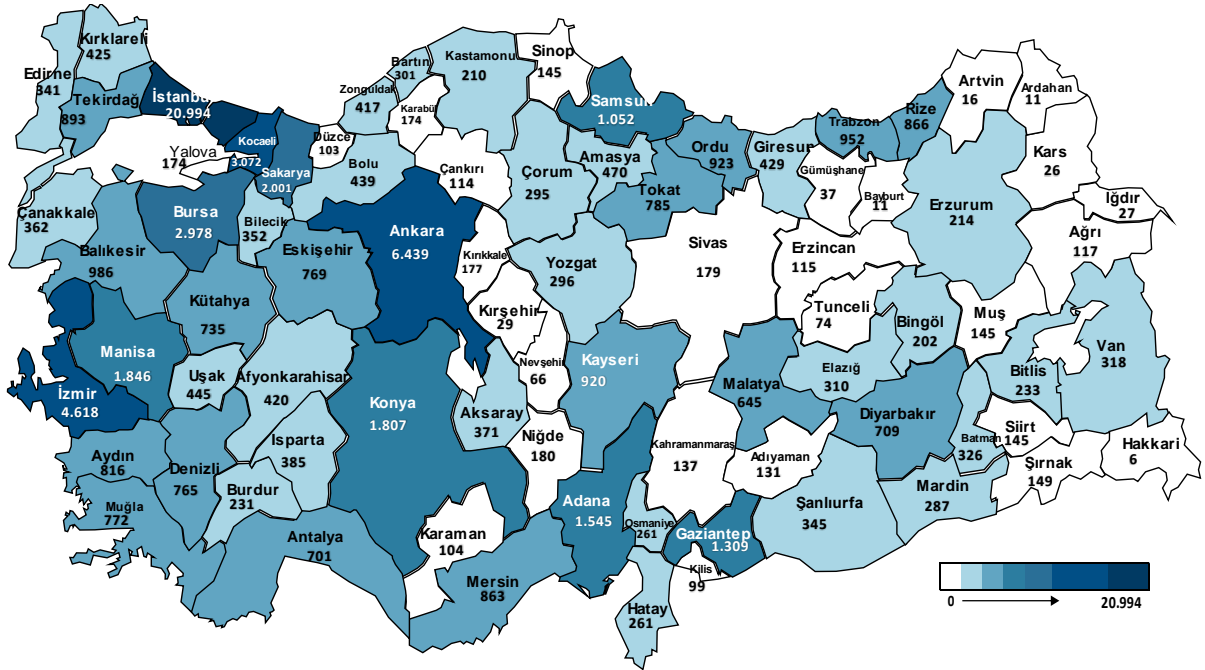 Kırklareli
425
Edirne
341
Tekirdağ
893
İstanbul
20.994
Kocaeli
3.072
Yalova
174
Sakarya
2.001
Düzce
103
Zonguldak
417
Bartın
301
Karabük
174
Kastamonu
210
Sinop
145
Samsun
1.052
Bolu
439
Çankırı
114
Çorum
295
Amasya
470
Tokat
785
Ordu
923
Giresun
429
Trabzon
952
Rize
866
Artvin
16
Ardahan
11
Kars
26
Gümüşhane
37
Bayburt
11
Erzurum
214
Iğdır
27
Ağrı
117
Çanakkale
362
Bursa
2.978
Bilecik
352
Balıkesir
986
Eskişehir
769
Ankara
6.439
Kırıkkale
177
Yozgat
296
Sivas
179
Erzincan
115
Tunceli
74
Bingöl
202
Muş
145
Van
318
Bitlis
233
Kütahya
735
Manisa
1.846
İzmir
4.618
Uşak
445
Afyonkarahisar
420
Kırşehir
29
Nevşehir
66
Kayseri
920
Malatya
645
Elazığ
310
Diyarbakır
709
Batman
326
Siirt
145
Şırnak
149
Hakkari
6
Konya
1.807
Aksaray
371
Niğde
180
Kahramanmaraş
137
Adıyaman
131
Mardin
287
Şanlıurfa
345
Aydın
816
Denizli
765
Isparta
385
Burdur
231
Muğla
772
Antalya
701
Karaman
104
Mersin
863
Adana
1.545
Osmaniye
261
Gaziantep
1.309
Kilis
99
Hatay
261
0
20.994